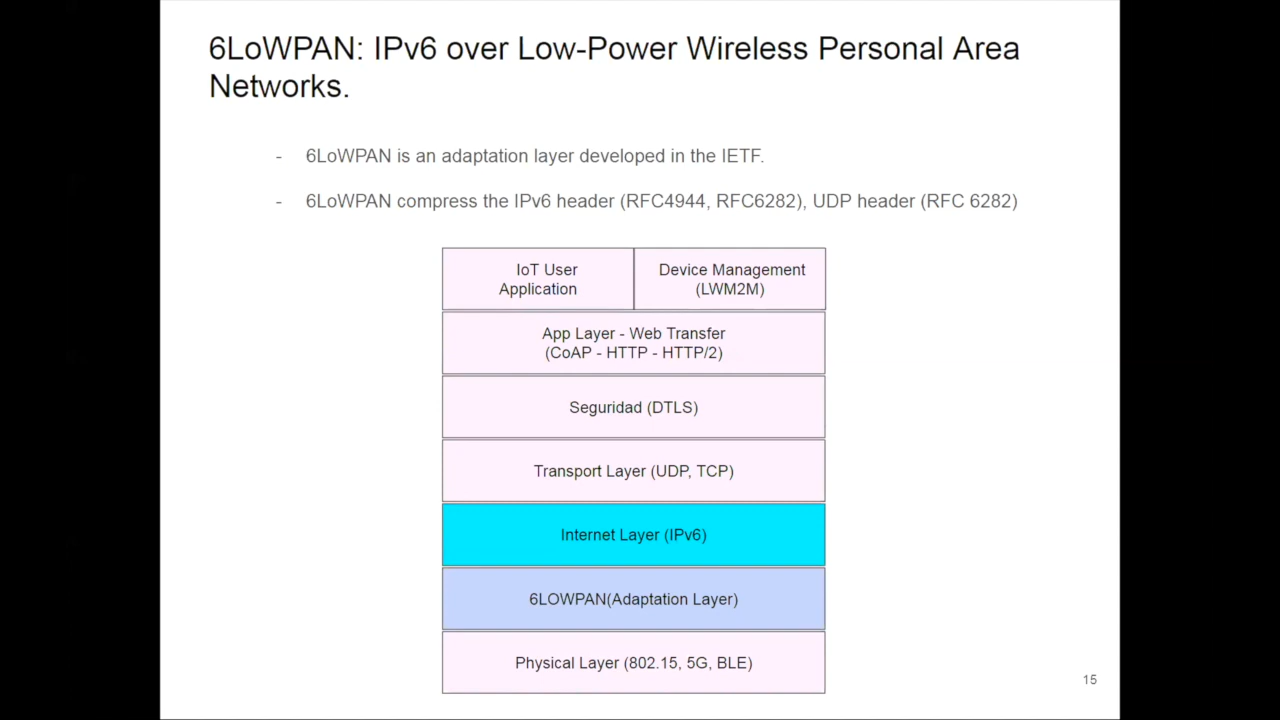 6LoWPAN: IPv6 over Low-Power Wireless Personal Area
Networks.
- 6LoWPAN is an adaptation layer developed in the IETF.
- 6LoWPAN compress the IPv6 header (RFC4944, RFC6282), UDP header (RFC 6282)
IoT User
Application
Device Management
(LWM2M)
App Layer - Web Transfer
(CoAP - HTTP - HTTP/2)
Seguridad (DTLS)
Transport Layer (UDP, TCP)
Internet Layer (IPv6)
6LOWPAN(Adaptation Layer)
Physical Layer (802.15, 5G, BLE)
15